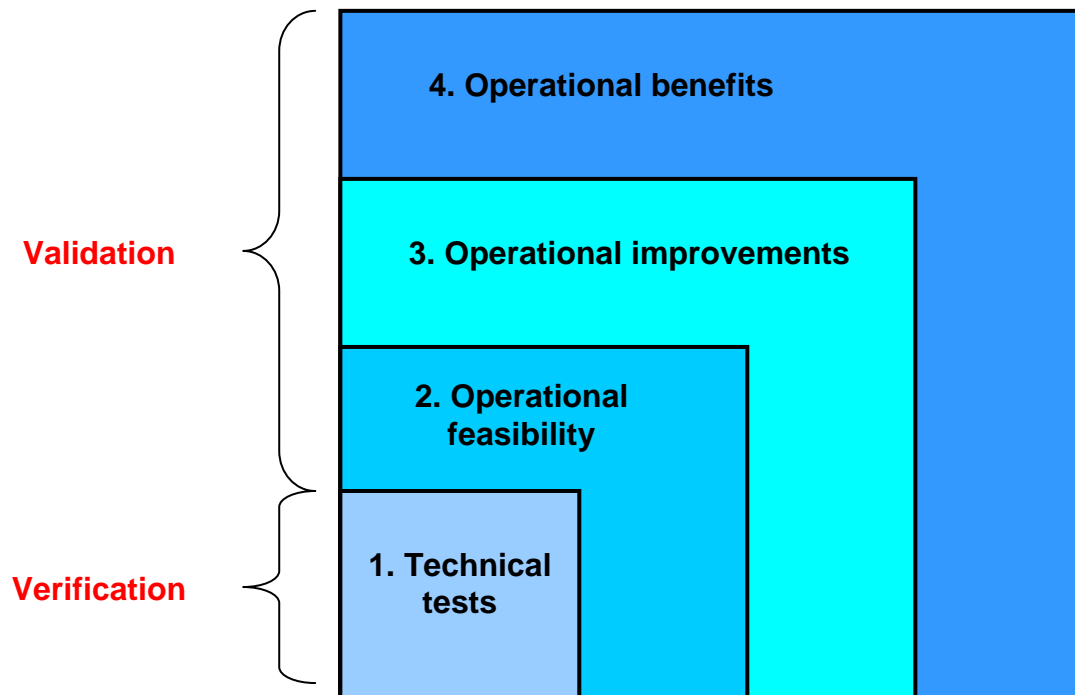 4. Operational benefits
Validation
3. Operational improvements
2. Operational
feasibility
Verification
1. Technical
tests